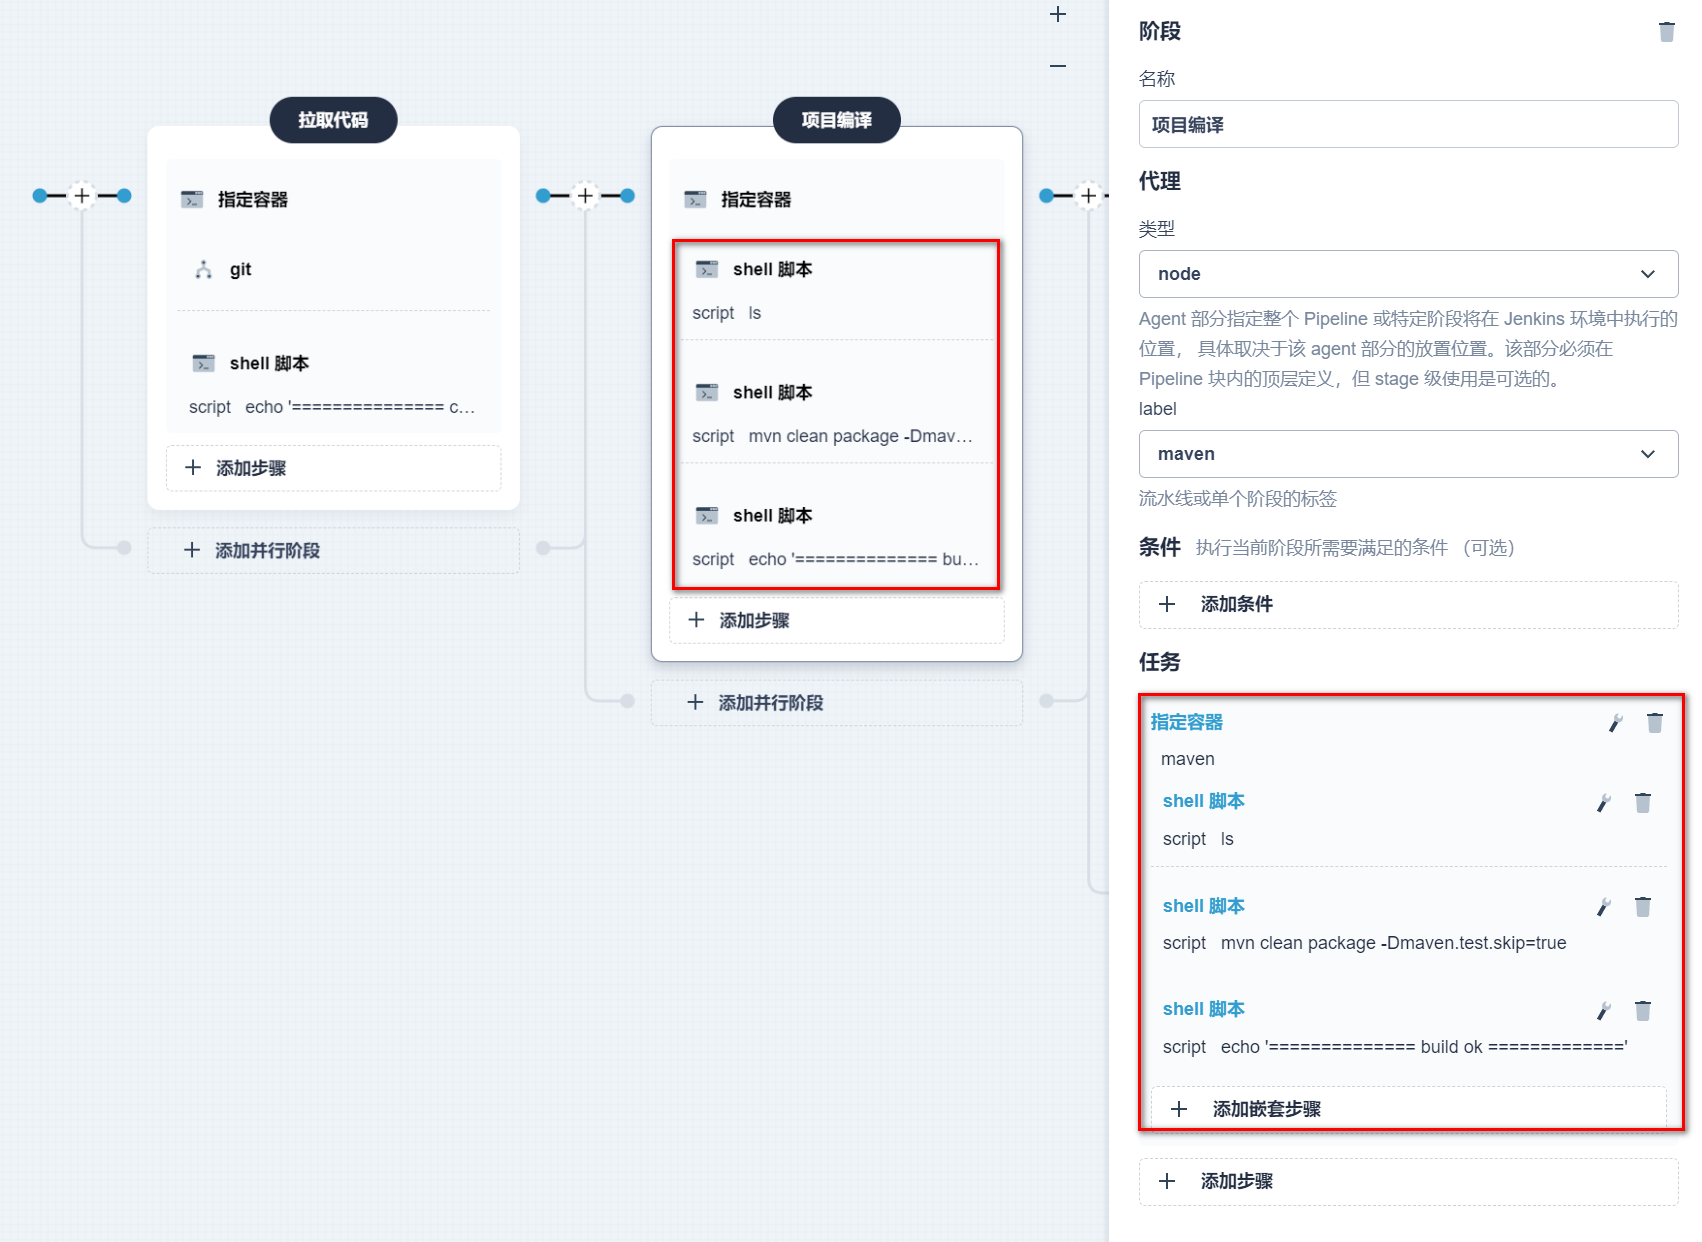 拉取代码
指定容器
git
shell 脚本
script echo '=============== c...
添加步骤
添加并行阶段
项目编译
指定容器
shell 脚本
script ls
shell 脚本
script mvn clean package -Dmav...
shell 脚本
script echo '============== bu...
添加步骤
添加并行阶段
阶段
名称
项目编译
代理
类型
node
Agent 部分指定整个 Pipeline 或特定阶段将在 Jenkins 环境中执行的
位置， 具体取决于该 agent 部分的放置位置。该部分必须在
Pipeline 块内的顶层定义，但 stage 级使用是可选的。
label
maven
流水线或单个阶段的标签
条件 执行当前阶段所需要满足的条件 （可选）
添加条件
任务
指定容器
maven
shell 脚本
script ls
shell 脚本
script mvn clean package -Dmaven.test.skip=true
shell 脚本
script echo '============== build ok ============='
添加嵌套步骤
添加步骤